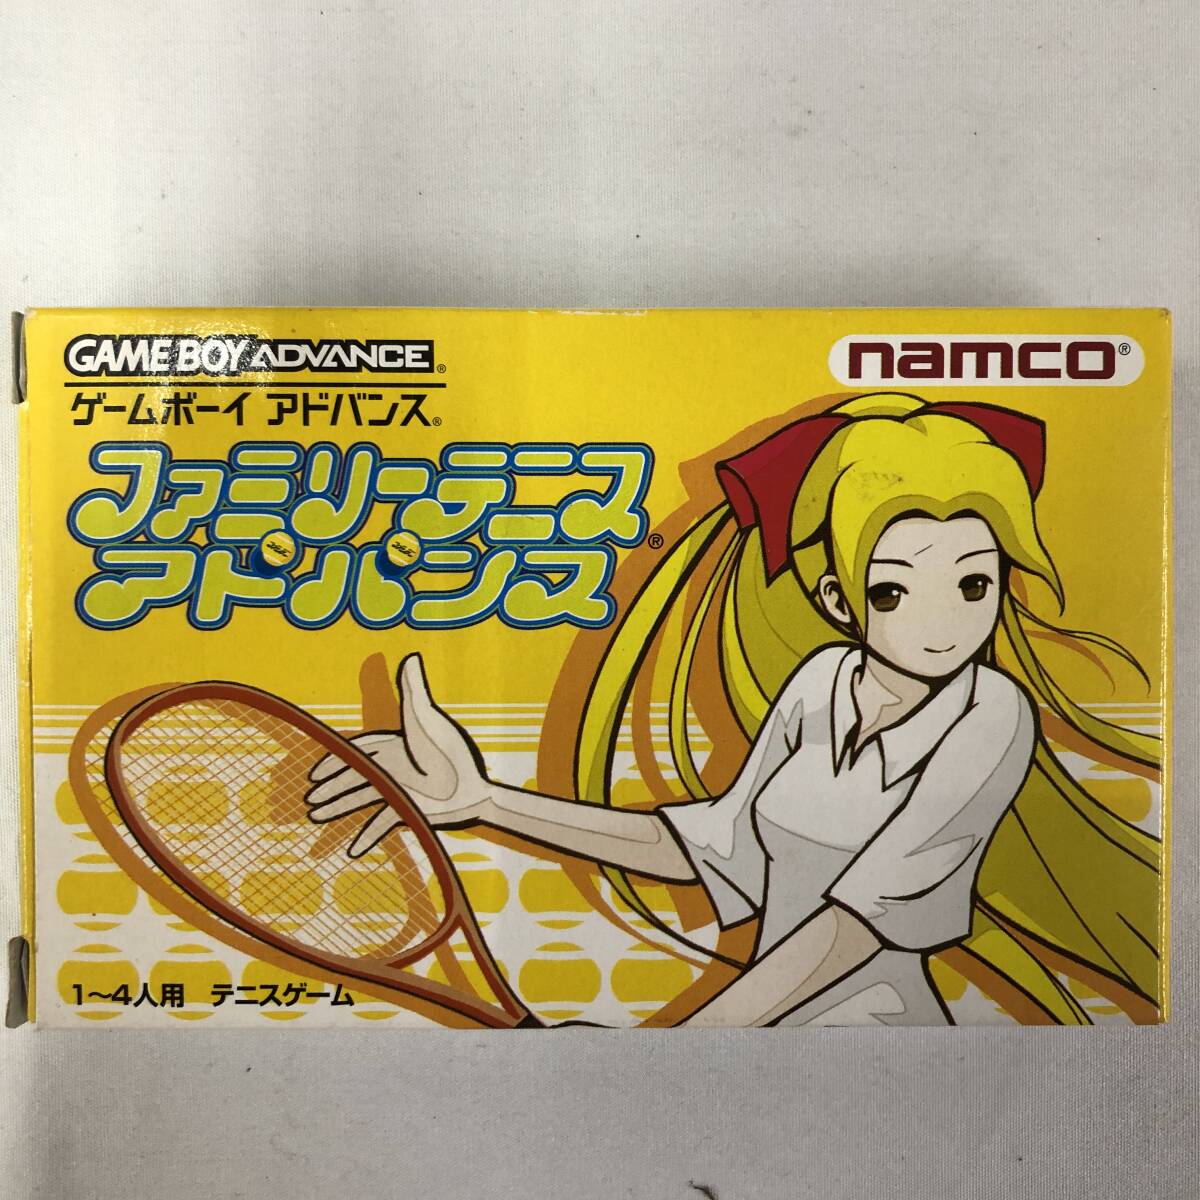 GAME BOY ADVANCE®
ゲームボーイ アドバンス®
namco®
ファミリーテニス
アドバンス®
1～4人用 テニスゲーム